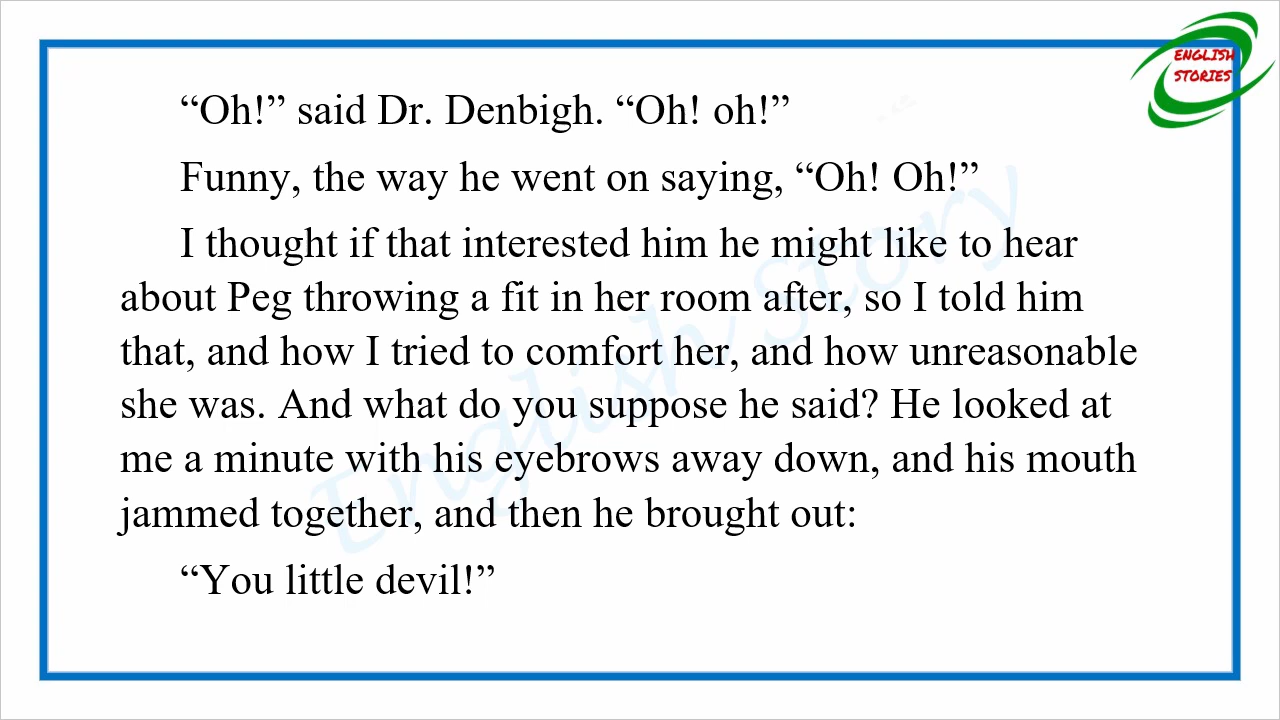 ENGLISH
STORIES
“Oh!” said Dr. Denbigh. “Oh! oh!”
Funny, the way he went on saying, “Oh! Oh!”
I thought if that interested him he might like to hear
about Peg throwing a fit in her room after, so I told him
that, and how I tried to comfort her, and how unreasonable
she was. And what do you suppose he said? He looked at
me a minute with his eyebrows away down, and his mouth
jammed together, and then he brought out:
“You little devil!”
English Story